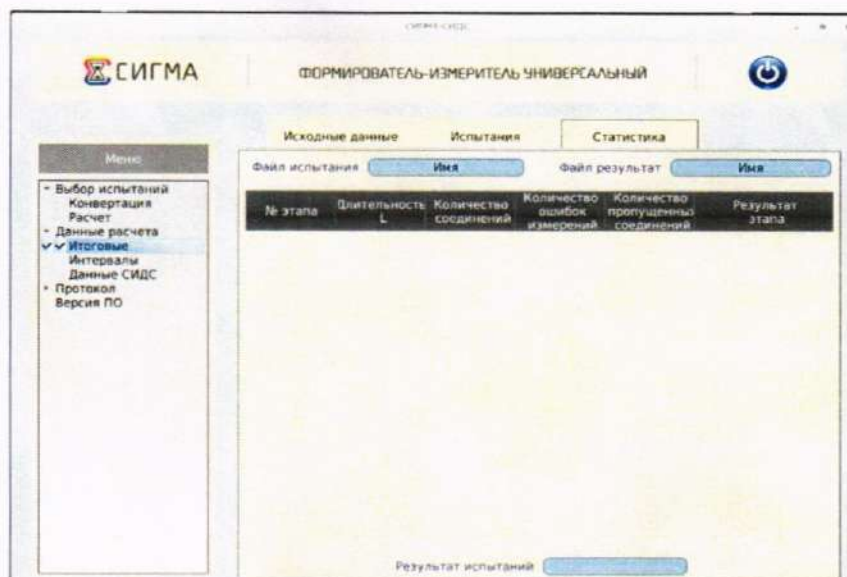 СИГМА-СИДС
СИГМА
ФОРМИРОВАТЕЛЬ-ИЗМЕРИТЕЛЬ УНИВЕРСАЛЬНЫЙ
Исходные данные Испытания Статистика
Меню
Файл испытания Имя Файл результат Имя
Выбор испытаний
Конвертация
Расчет
Данные расчета
Итоговые
Интервалы
Данные СИДС
Протокол
Версия ПО
№ этапа Длительность L Количество соединений Количество ошибок измерений Количество пропущенных соединений Результат этапа
Результат испытаний